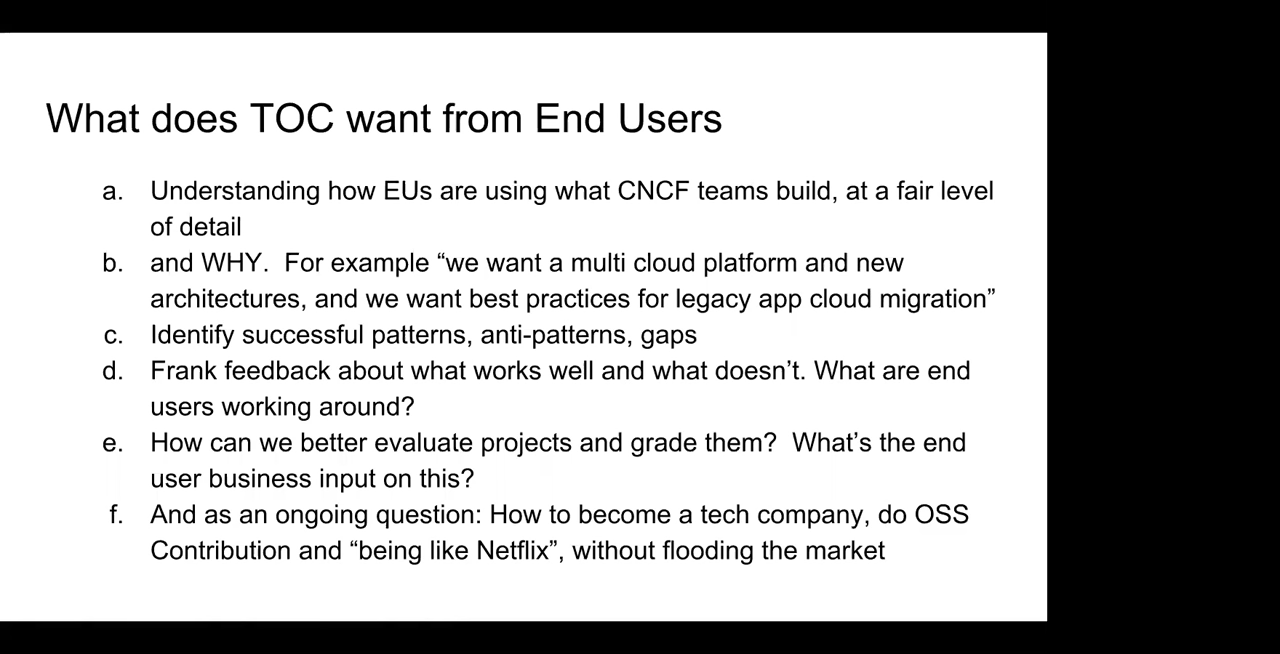 What does TOC want from End Users
a. Understanding how EUs are using what CNCF teams build, at a fair level
of detail
b. and WHY.  For example “we want a multi cloud platform and new
architectures, and we want best practices for legacy app cloud migration”
c. Identify successful patterns, anti-patterns, gaps
d. Frank feedback about what works well and what doesn’t. What are end
users working around?
e. How can we better evaluate projects and grade them?  What’s the end
user business input on this?
f. And as an ongoing question: How to become a tech company, do OSS
Contribution and “being like Netflix”, without flooding the market